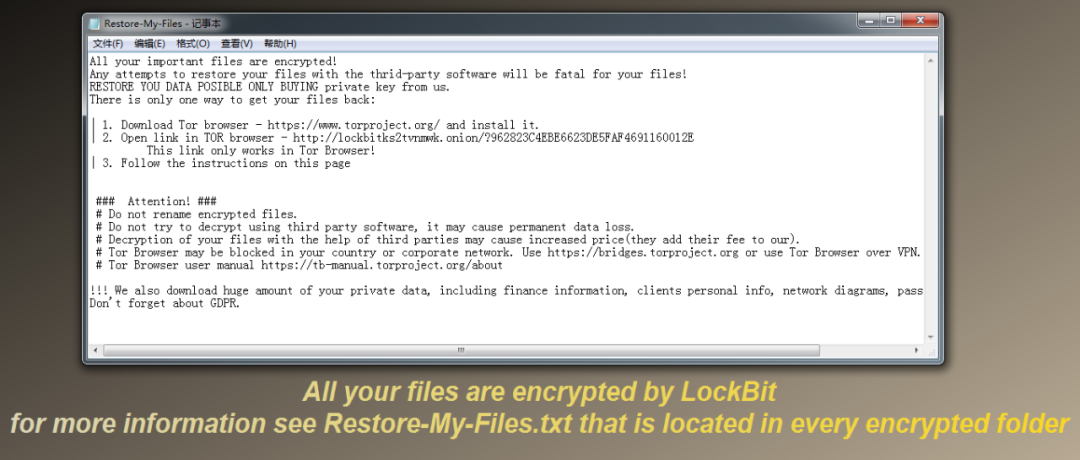 Restore-My-Files - 记事本
文件(F) 编辑(E) 格式(O) 查看(V) 帮助(H)
All your important files are encrypted!
Any attempts to restore your files with the thrid-party software will be fatal for your files!
RESTORE YOU DATA POSIBLE ONLY BUYING private key from us.
There is only one way to get your files back:
| 1. Download Tor browser - https://www.torproject.org/ and install it.
| 2. Open link in TOR browser - http://lockbitks2tvnmwk.onion/?962823C4EBE6623DE5FAF4691160012E
This link only works in Tor Browser!
| 3. Follow the instructions on this page
### Attention! ###
# Do not rename encrypted files.
# Do not try to decrypt using third party software, it may cause permanent data loss.
# Decryption of your files with the help of third parties may cause increased price(they add their fee to our).
# Tor Browser may be blocked in your country or corporate network. Use https://bridges.torproject.org or use Tor Browser over VPN.
# Tor Browser user manual https://tb-manual.torproject.org/about
!!! We also download huge amount of your private data, including finance information, clients personal info, network diagrams, pass
Don't forget about GDPR.
All your files are encrypted by LockBit
for more information see Restore-My-Files.txt that is located in every encrypted folder